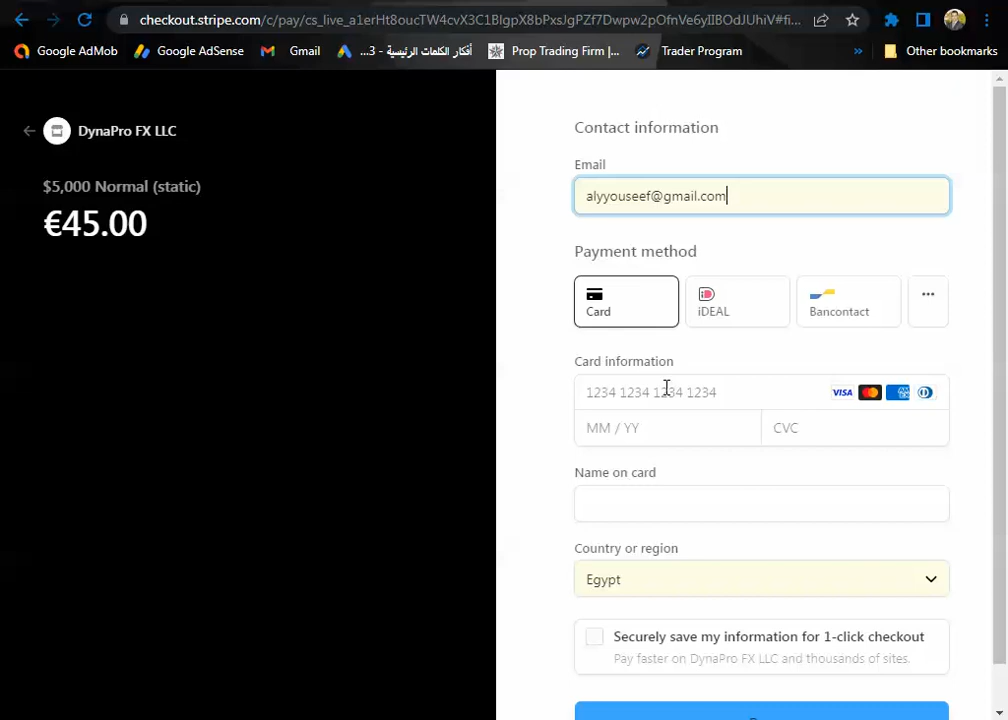 checkout.stripe.com/c/pay/cs_live_a1erHt8oucTW4cvX3C1BlgpX8bPxsJgPZf7Dwpw2pOfnVe6yIIBOdJUhiV#fi...
Google AdMob Google AdSense Gmail أفكار الكلمات الرئيسية - 3... Prop Trading Firm |... Trader Program » Other bookmarks
DynaPro FX LLC
$5,000 Normal (static)
€45.00
Contact information
Email
alyyouseef@gmail.com
Payment method
Card iDEAL Bancontact
Card information
1234 1234 1234 1234 VISA
MM / YY CVC
Name on card
Country or region
Egypt
Securely save my information for 1-click checkout
Pay faster on DynaPro FX LLC and thousands of sites.